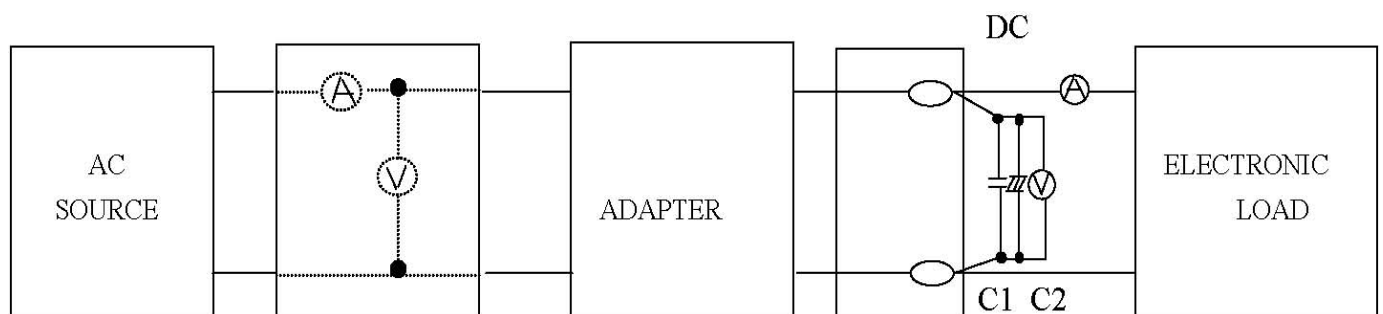 DC
A
A
AC
SOURCE
V
ADAPTER
V
ELECTRONIC
LOAD
C1 C2